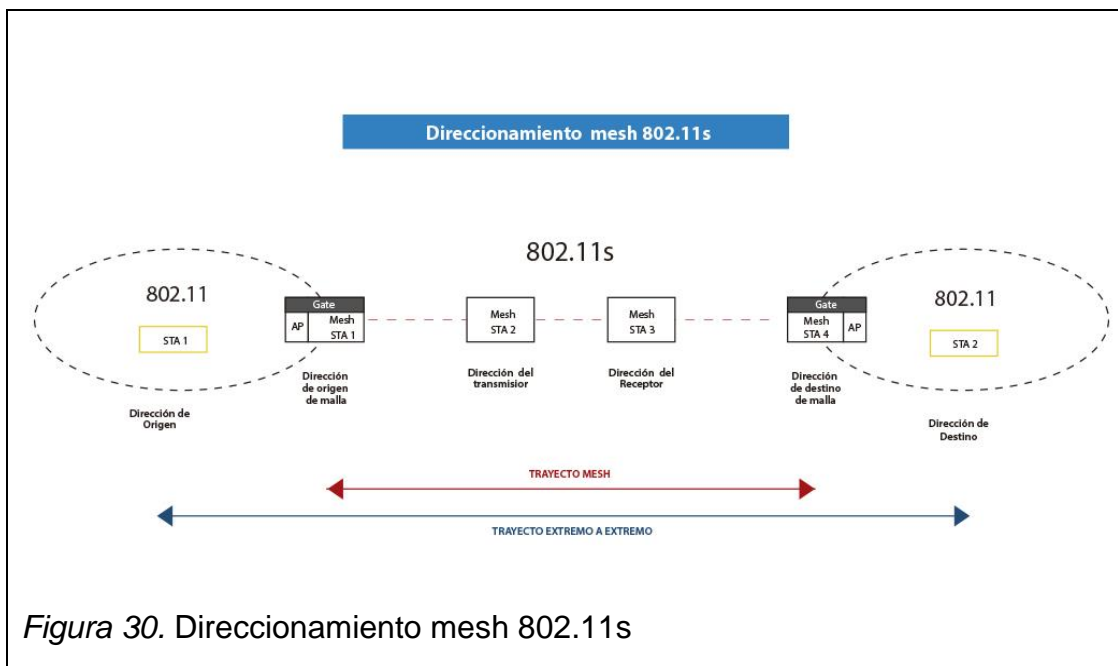 Direccionamiento mesh 802.11s
802.11s
802.11
STA 1
Gate
AP
Mesh
STA 1
Mesh
STA 2
Mesh
STA 3
Gate
Mesh
STA 4
AP
802.11
STA 2
Dirección de
Origen
Dirección
de origen
de malla
Dirección del
transmisior
Dirección del
Receptor
Dirección
de destino
de malla
Dirección de
Destino
TRAYECTO MESH
TRAYECTO EXTREMO A EXTREMO
Figura 30. Direccionamiento mesh 802.11s